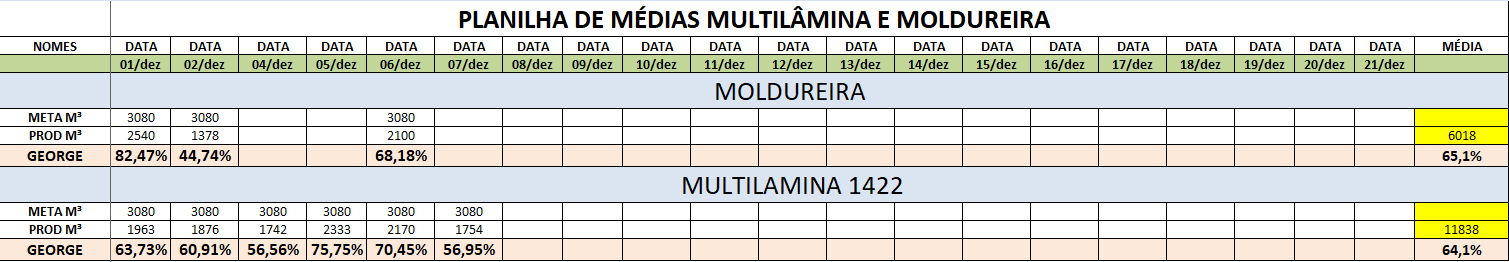 PLANILHA DE MÉDIAS MULTILÂMINA E MOLDUREIRA
NOMES DATA DATA DATA DATA DATA DATA DATA DATA DATA DATA DATA DATA DATA DATA DATA DATA DATA DATA DATA MÉDIA
01/dez 02/dez 04/dez 05/dez 06/dez 07/dez 08/dez 09/dez 10/dez 11/dez 12/dez 13/dez 14/dez 15/dez 16/dez 17/dez 18/dez 19/dez 20/dez 21/dez
MOLDUREIRA
META M³ 3080 3080 3080
PROD M³ 2540 1378 2100 6018
GEORGE 82,47% 44,74% 68,18% 65,1%
MULTILAMINA 1422
META M³ 3080 3080 3080 3080 3080 3080
PROD M³ 1963 1876 1742 2333 2170 1754 11838
GEORGE 63,73% 60,91% 56,56% 75,75% 70,45% 56,95% 64,1%